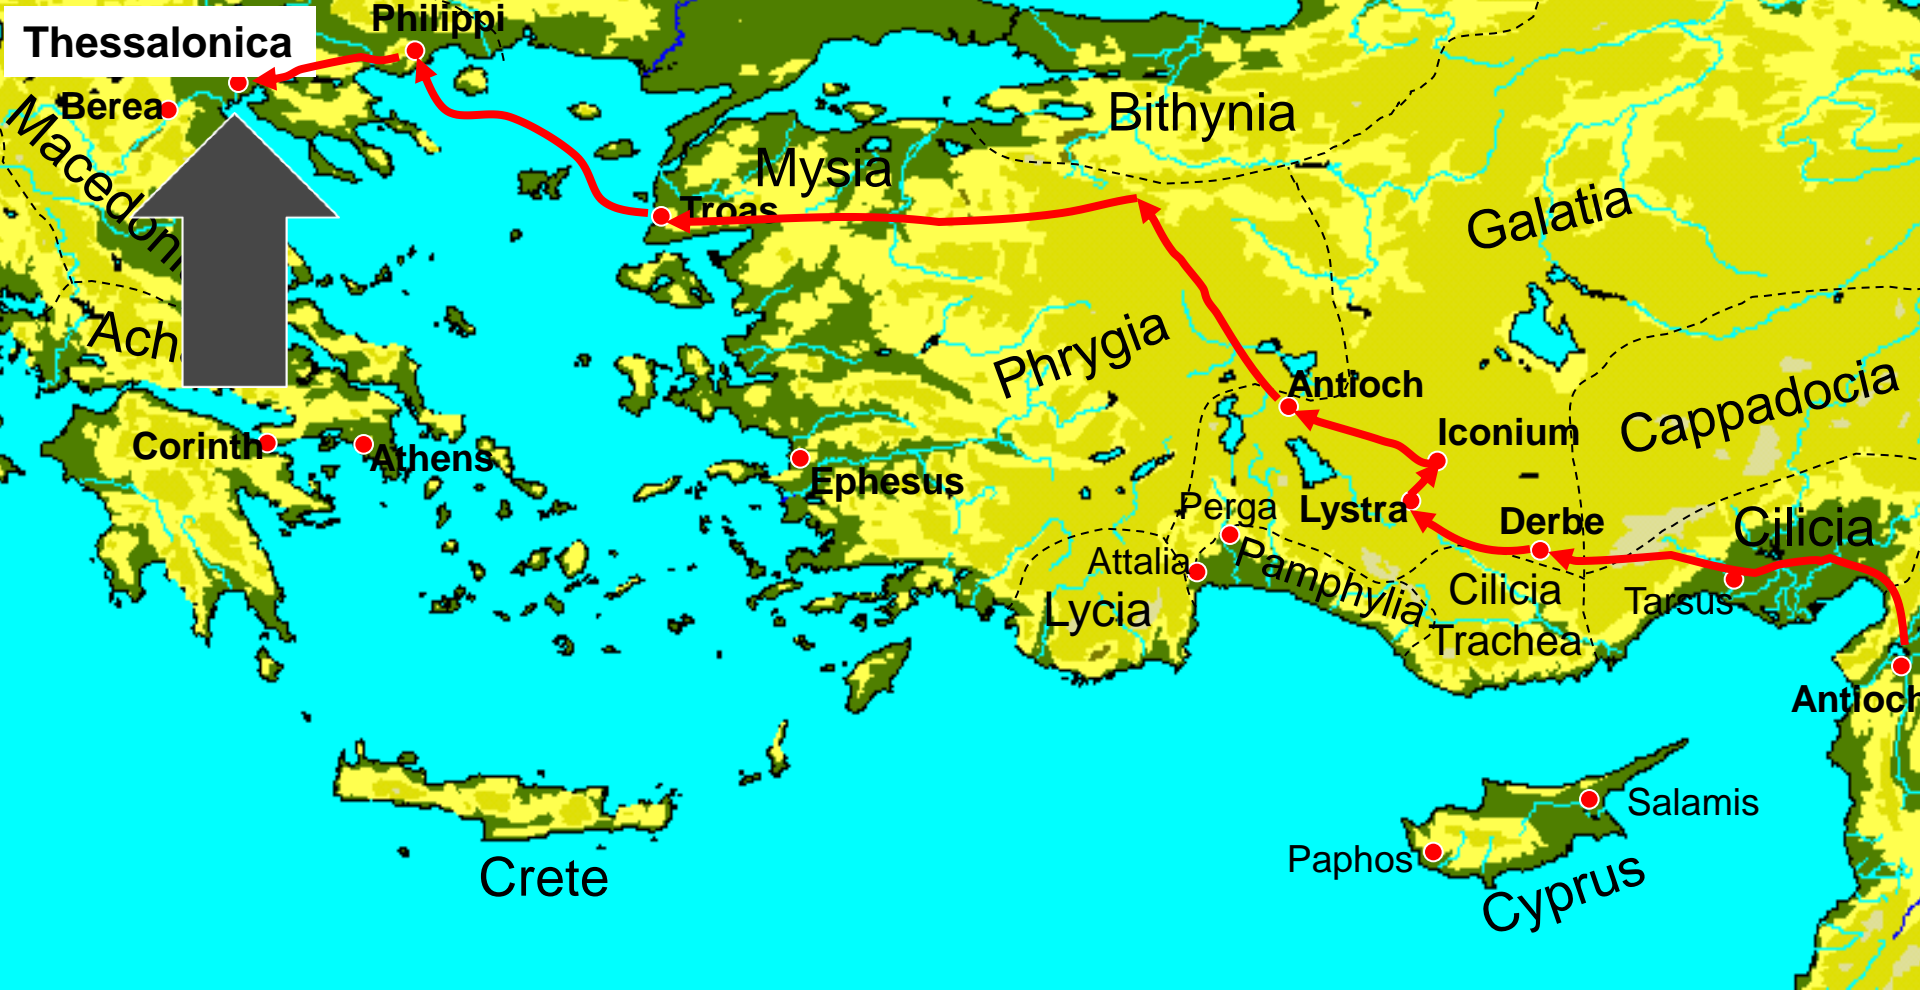 Philippi
Thessalonica
Berea
Bithynia
Mysia
Macedoni
Troas
Galatia
Ach
Phrygia
Antioch
Cappadocia
Iconium
Corinth
Athens
Ephesus
Perga
Lystra
Derbe
Cilicia
Attalia
Pamphylia
Lycia
Cilicia
Trachea
Tarsus
Antioch
Salamis
Paphos
Crete
Cyprus